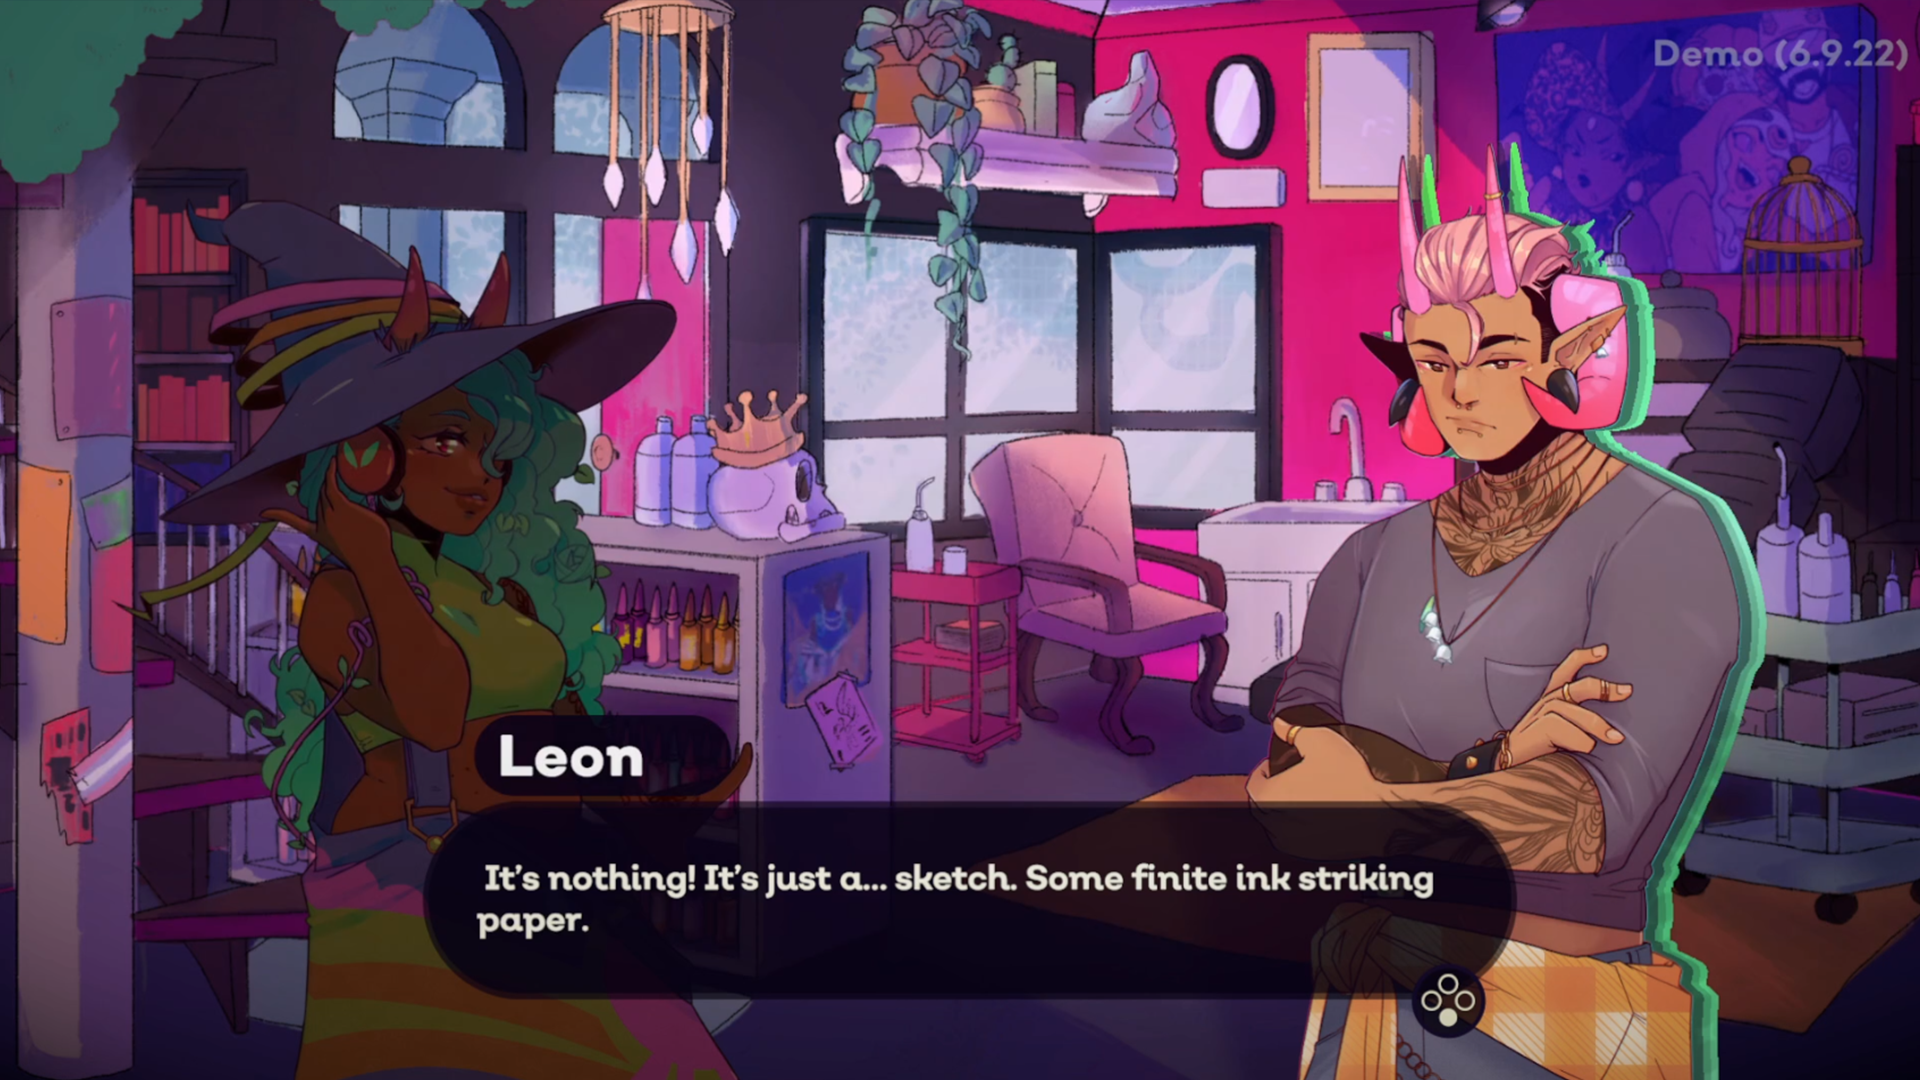 Demo (6.9.22)
Leon
It's nothing! It's just a... sketch. Some finite ink striking
paper.